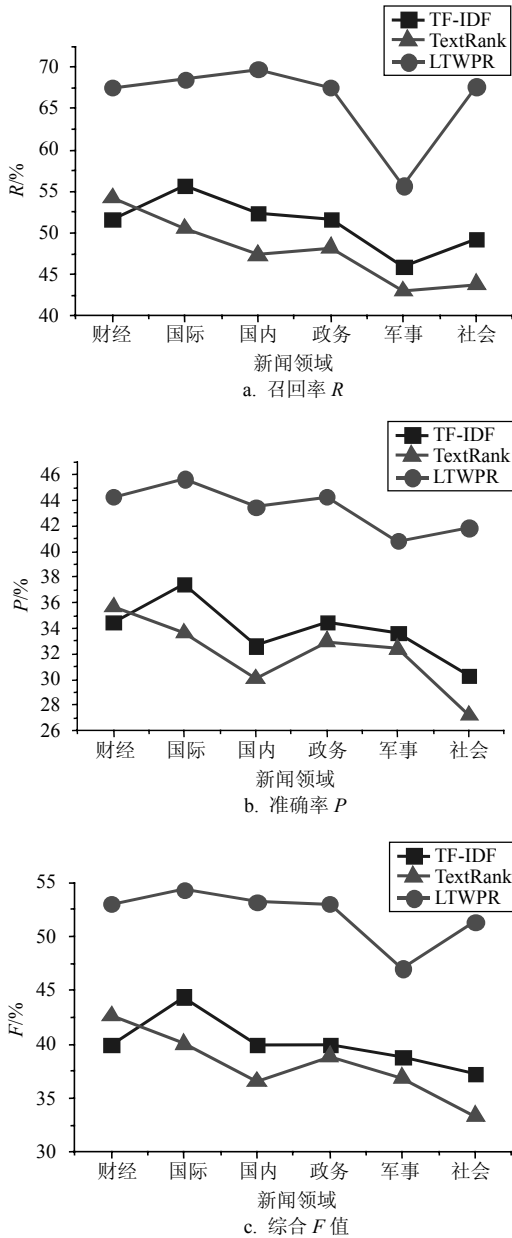 TF-IDF
TextRank
LTWPR
70
65
60
55
50
45
40
R/%
财经 国际 国内 政务 军事 社会
新闻领域
a. 召回率 R
TF-IDF
TextRank
LTWPR
46
44
42
40
38
36
34
32
30
28
26
P/%
财经 国际 国内 政务 军事 社会
新闻领域
b. 准确率 P
TF-IDF
TextRank
LTWPR
55
50
45
40
35
30
F/%
财经 国际 国内 政务 军事 社会
新闻领域
c. 综合 F 值